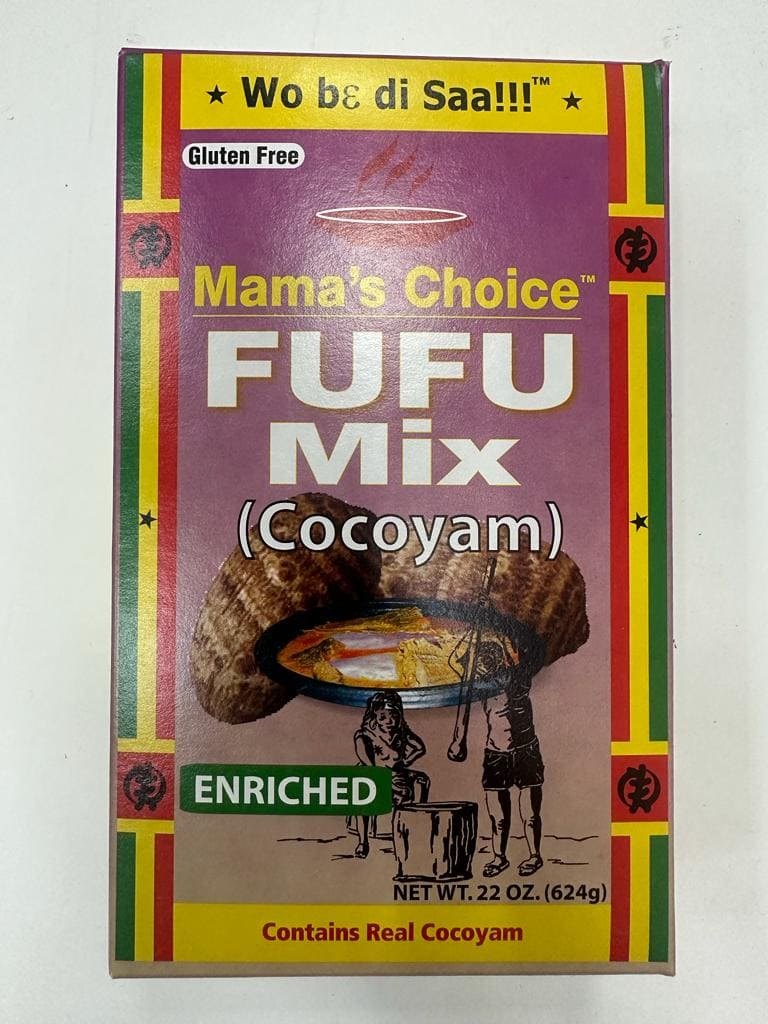 ★ Wo bɛ di Saa!!!™ ★
Gluten Free
Mama's Choice™
FUFU
Mix
(Cocoyam)
ENRICHED
NET WT. 22 OZ. (624g)
Contains Real Cocoyam